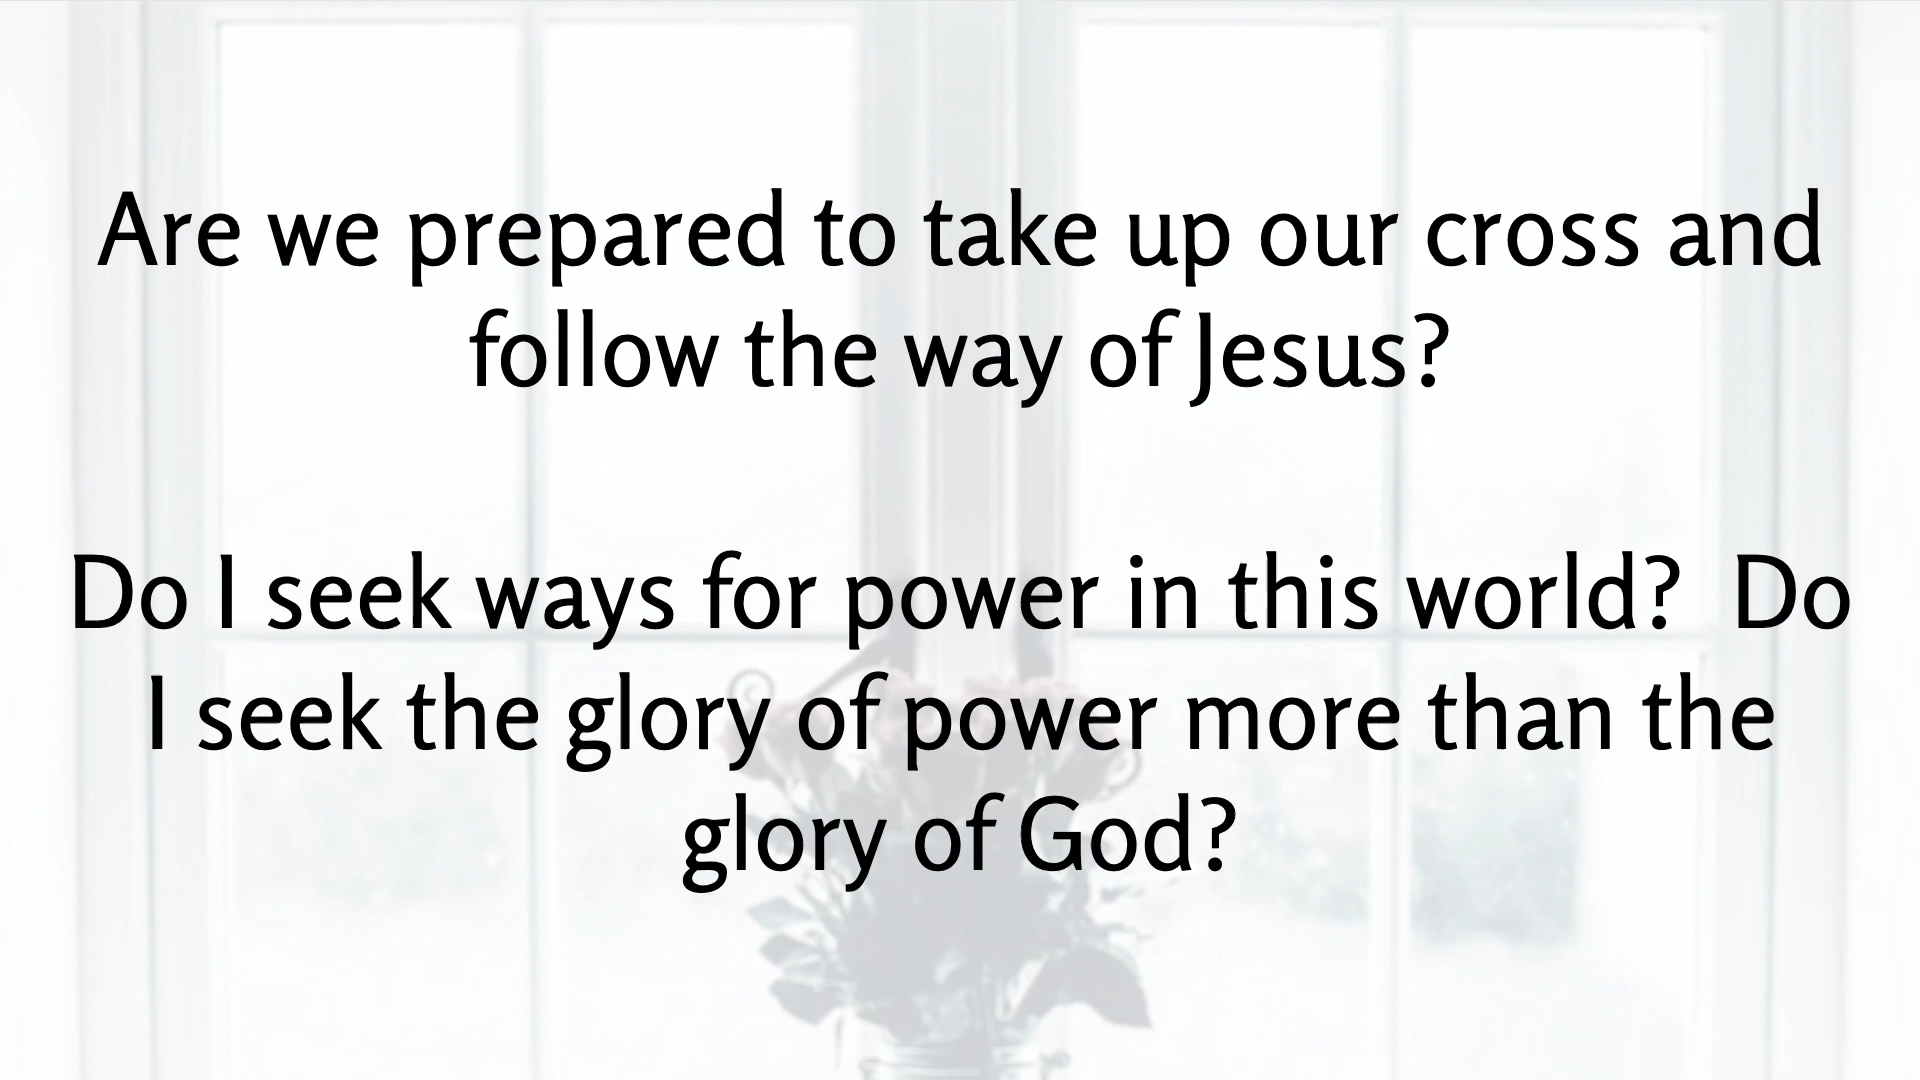 Are we prepared to take up our cross and
follow the way of Jesus?
Do I seek ways for power in this world?  Do
I seek the glory of power more than the
glory of God?